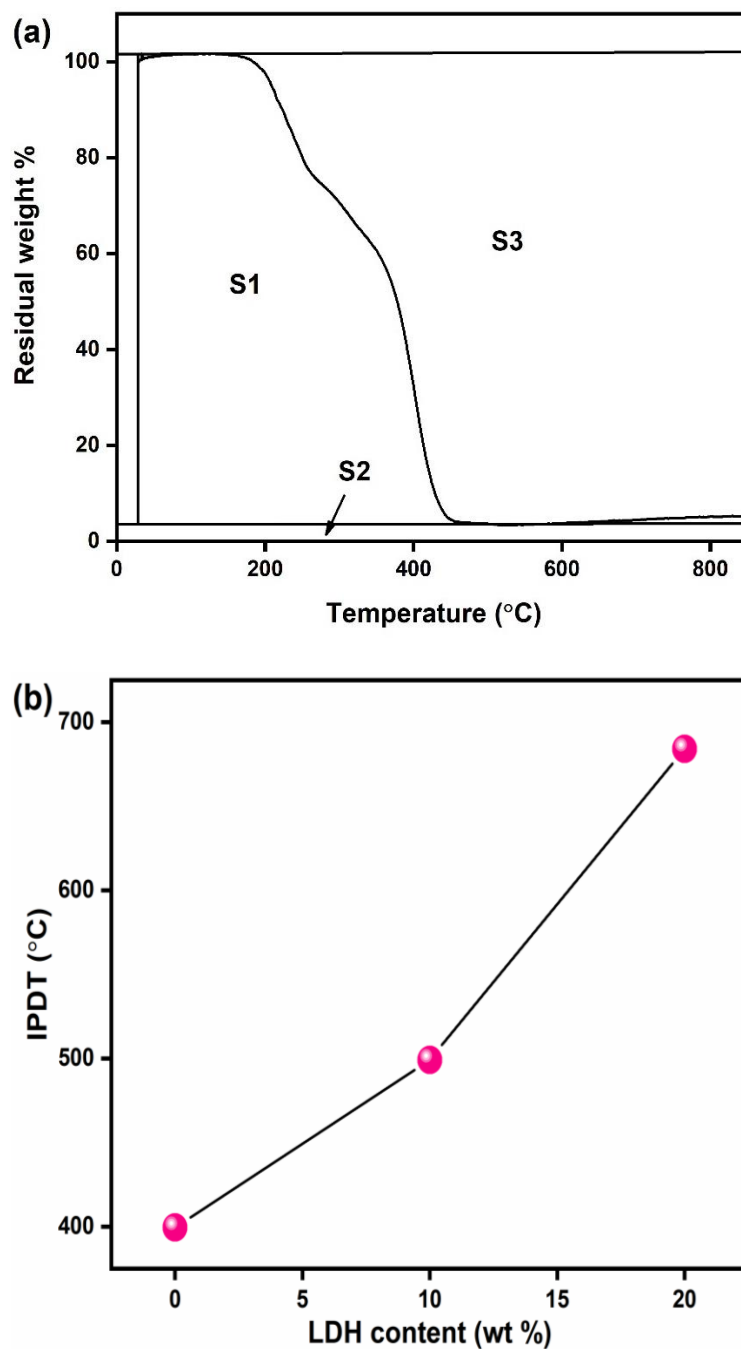 (a)
100
80
60
40
20
0
Residual weight %
S1
S2
S3
0 200 400 600 800
Temperature (°C)
(b)
700
600
500
400
IPDT (°C)
0 5 10 15 20
LDH content (wt %)